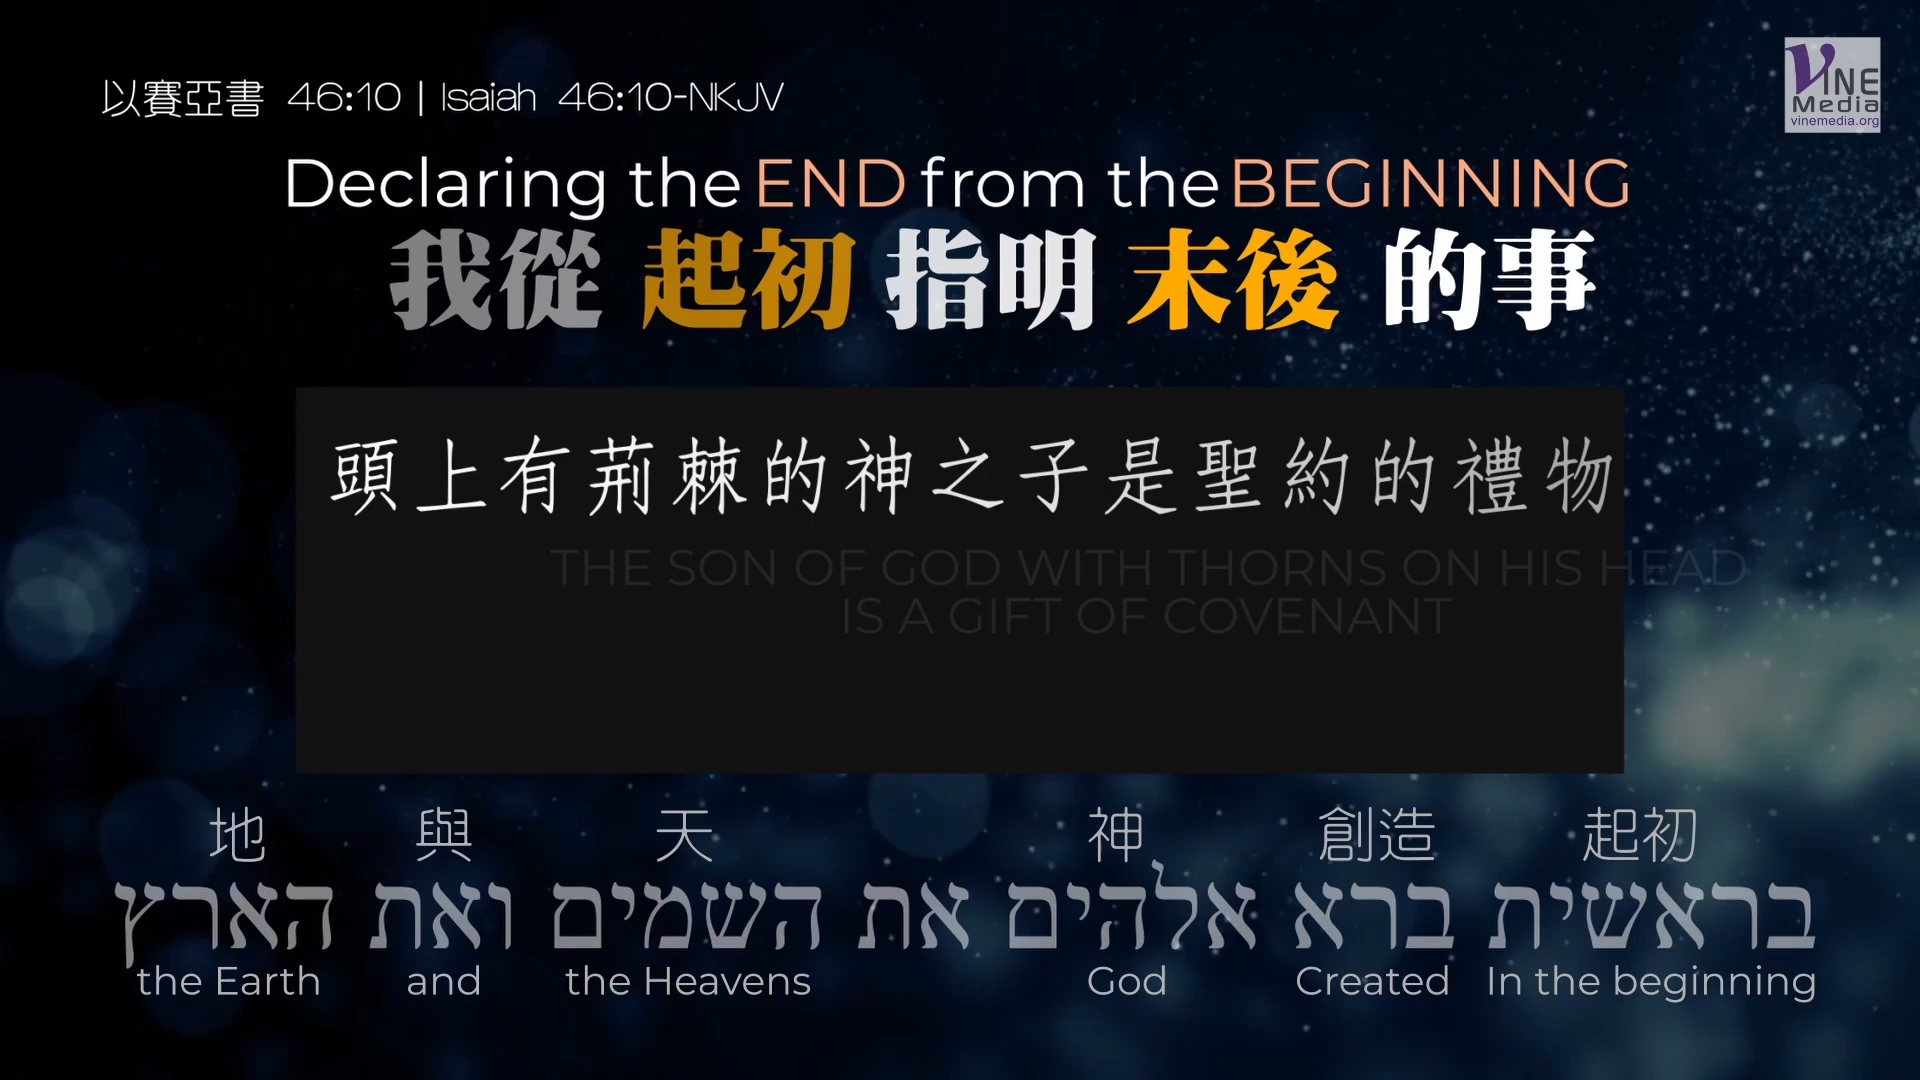 以賽亞書 46:10 | Isaiah 46:10-NKJV
VINE
Media
vinemedia.org
Declaring the END from the BEGINNING
我從 起初 指明 末後 的事
頭上有荊棘的神之子是聖約的禮物
THE SON OF GOD WITH THORNS ON HIS HEAD
IS A GIFT OF COVENANT
地 與 天 神 創造 起初
בראשית ברא אלהים את השמים ואת הארץ
the Earth and the Heavens God Created In the beginning